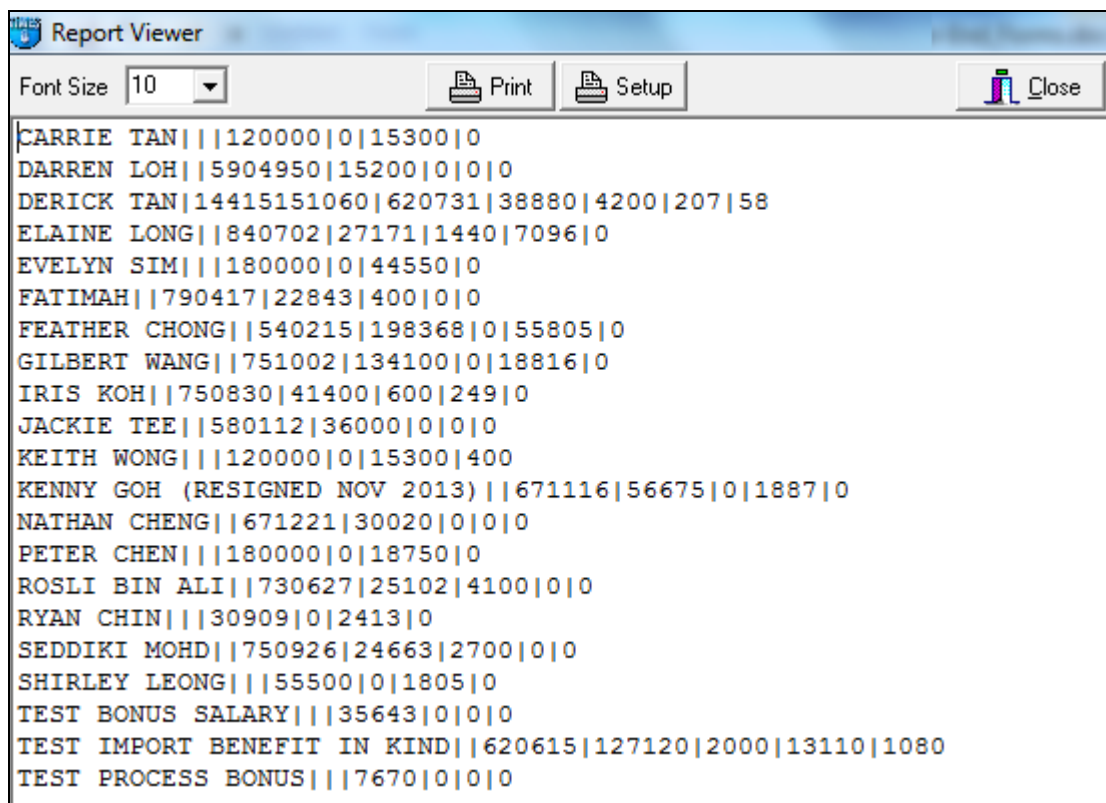 Report Viewer
Font Size 10 Print Setup Close
CARRIE TAN|||120000|0|15300|0
DARREN LOH||5904950|15200|0|0|0
DERICK TAN|14415151060|620731|38880|4200|207|58
ELAINE LONG||840702|27171|1440|7096|0
EVELYN SIM|||180000|0|44550|0
FATIMAH||790417|22843|400|0|0
FEATHER CHONG||540215|198368|0|55805|0
GILBERT WANG||751002|134100|0|18816|0
IRIS KOH||750830|41400|600|249|0
JACKIE TEE||580112|36000|0|0|0
KEITH WONG|||120000|0|15300|400
KENNY GOH (RESIGNED NOV 2013)||671116|56675|0|1887|0
NATHAN CHENG||671221|30020|0|0|0
PETER CHEN|||180000|0|18750|0
ROSLI BIN ALI||730627|25102|4100|0|0
RYAN CHIN|||30909|0|2413|0
SEDDIKI MOHD||750926|24663|2700|0|0
SHIRLEY LEONG|||55500|0|1805|0
TEST BONUS SALARY|||35643|0|0|0
TEST IMPORT BENEFIT IN KIND||620615|127120|2000|13110|1080
TEST PROCESS BONUS|||7670|0|0|0